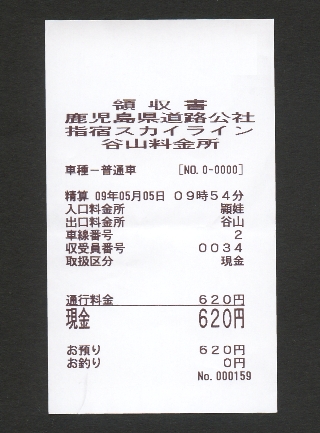 領収書
鹿児島県道路公社
指宿スカイライン
谷山料金所
車種－普通車 [NO. 0-0000]
精算 09年05月05日 09時54分
入口料金所 頴娃
出口料金所 谷山
車線番号 2
収受員番号 0034
取扱区分 現金
通行料金 620円
現金 620円
お預り 620円
お釣り 0円
No. 000159